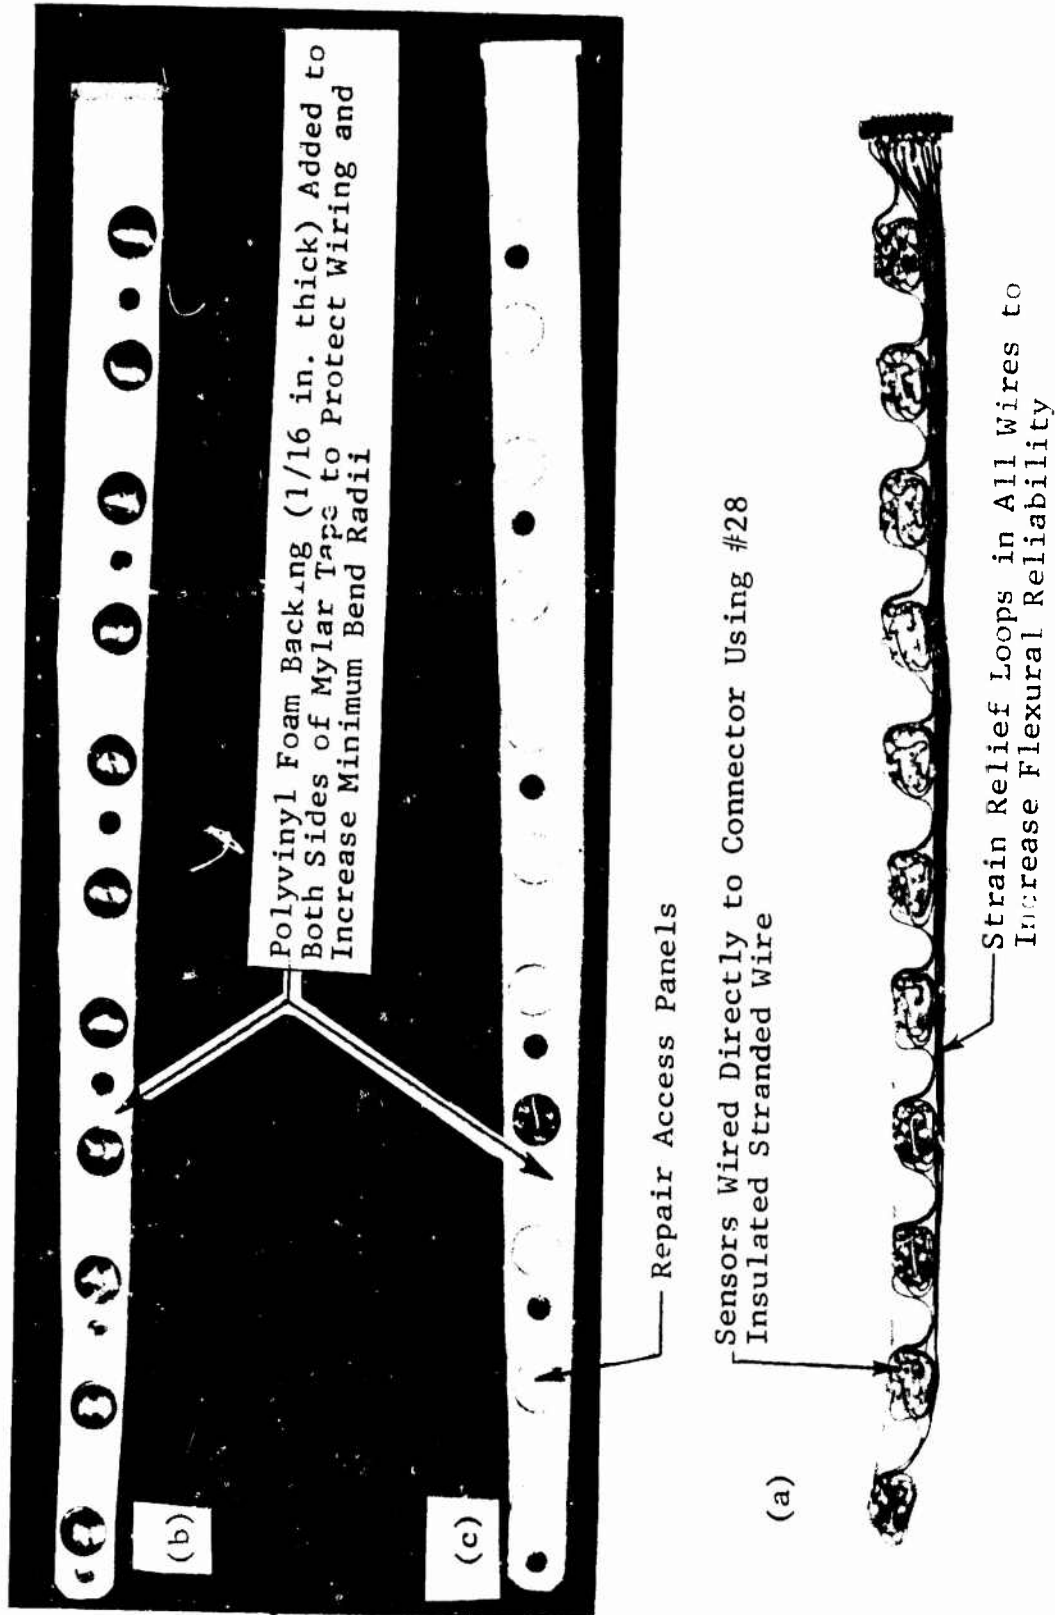 (b)
Polyvinyl Foam Backing (1/16 in. thick) Added to
Both Sides of Mylar Tape to Protect Wiring and
Increase Minimum Bend Radii
(c)
Repair Access Panels
Sensors Wired Directly to Connector Using #28
Insulated Stranded Wire
(a)
Strain Relief Loops in All Wires to
Increase Flexural Reliability